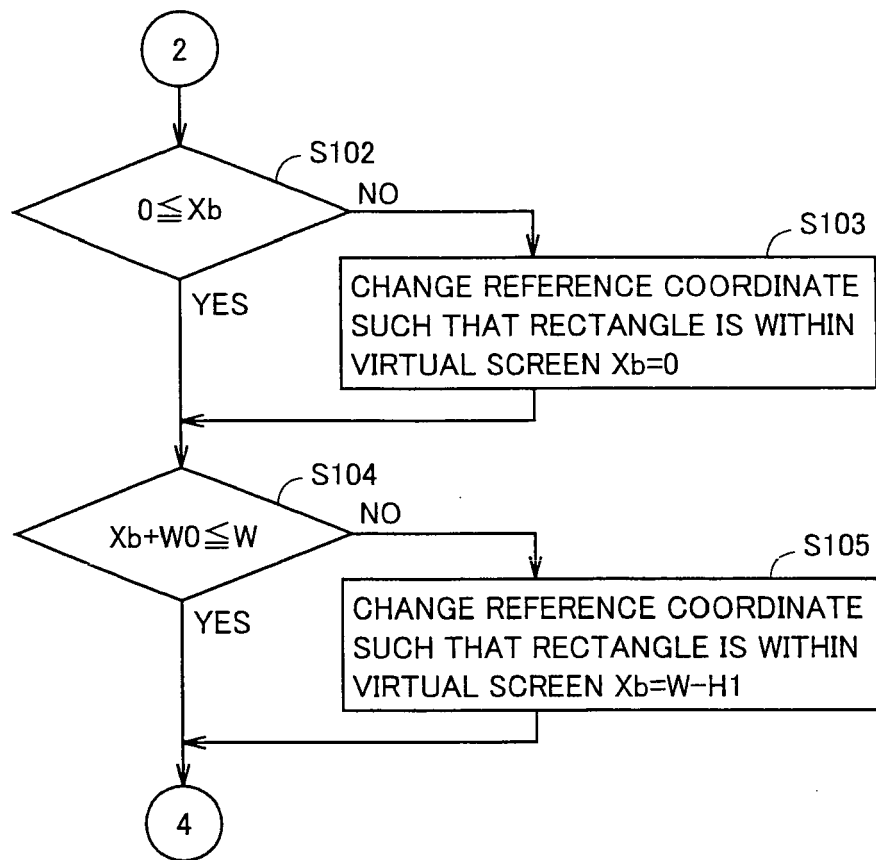 2
S102
0≦Xb
NO
S103
YES
CHANGE REFERENCE COORDINATE
SUCH THAT RECTANGLE IS WITHIN
VIRTUAL SCREEN Xb=0
S104
Xb+W0≦W
NO
S105
YES
CHANGE REFERENCE COORDINATE
SUCH THAT RECTANGLE IS WITHIN
VIRTUAL SCREEN Xb=W-H1
4